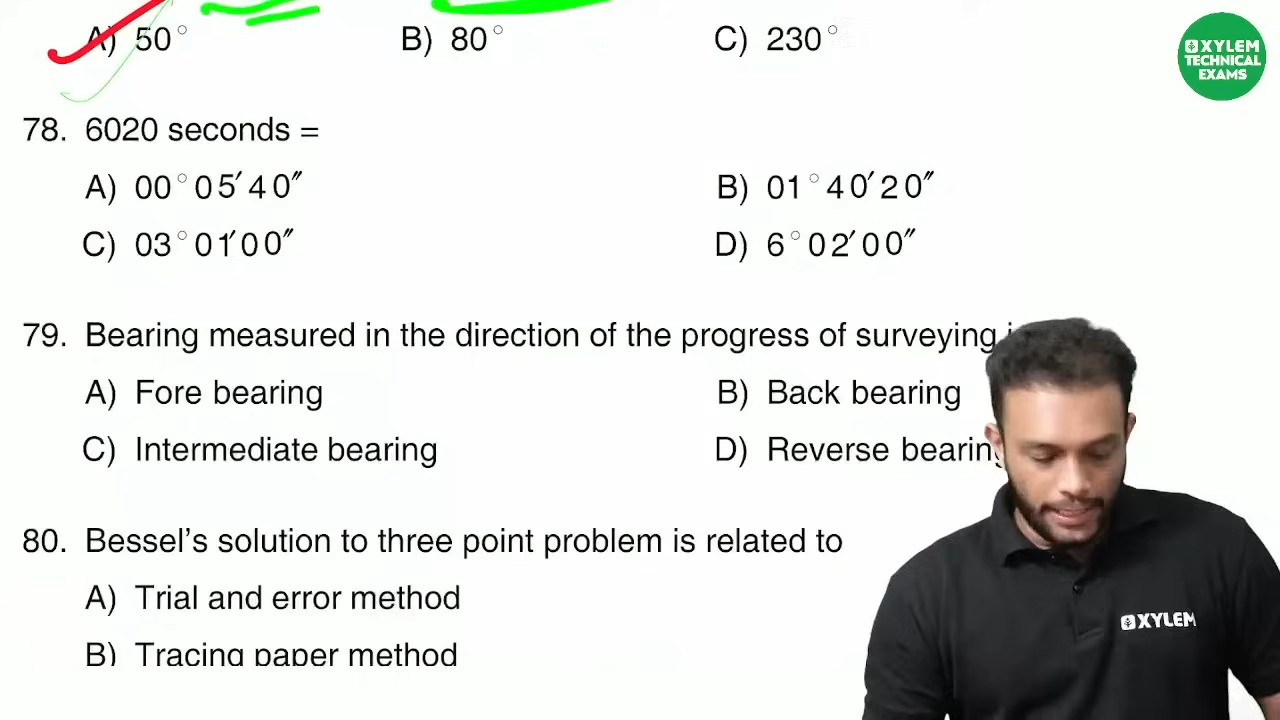 A) 50° B) 80° C) 230°
XYLEM
TECHNICAL
EXAMS
78. 6020 seconds =
A) 00°05′40″ B) 01°40′20″
C) 03°01′00″ D) 6°02′00″
79. Bearing measured in the direction of the progress of surveying
A) Fore bearing B) Back bearing
C) Intermediate bearing D) Reverse bearing
80. Bessel's solution to three point problem is related to
A) Trial and error method
B) Tracing paper method
XYLEM